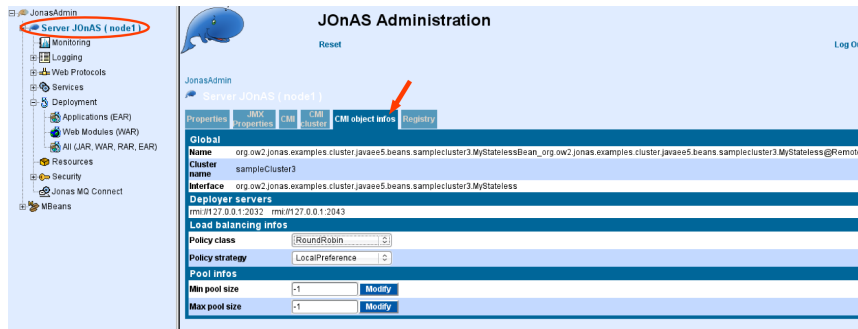 JonasAdmin
Server JOnAS ( node1 )
Monitoring
Logging
Web Protocols
Services
Deployment
Applications (EAR)
Web Modules (WAR)
All (JAR, WAR, RAR, EAR)
Resources
Security
Jonas MQ Connect
MBeans
JOnAS Administration
Reset
Log O
JonasAdmin
Server JOnAS ( node1 )
Properties
JMX Properties
CMI
CMI cluster
CMI object infos
Registry
Global
Name org.ow2.jonas.examples.cluster.javaee5.beans.samplecluster3.MyStatelessBean_org.ow2.jonas.examples.cluster.javaee5.beans.samplecluster3.MyStateless@Remot
Cluster name sampleCluster3
Interface org.ow2.jonas.examples.cluster.javaee5.beans.samplecluster3.MyStateless
Deployer servers
rmi://127.0.0.1:2032 rmi://127.0.0.1:2043
Load balancing infos
Policy class RoundRobin
Policy strategy LocalPreference
Pool infos
Min pool size -1 Modify
Max pool size -1 Modify